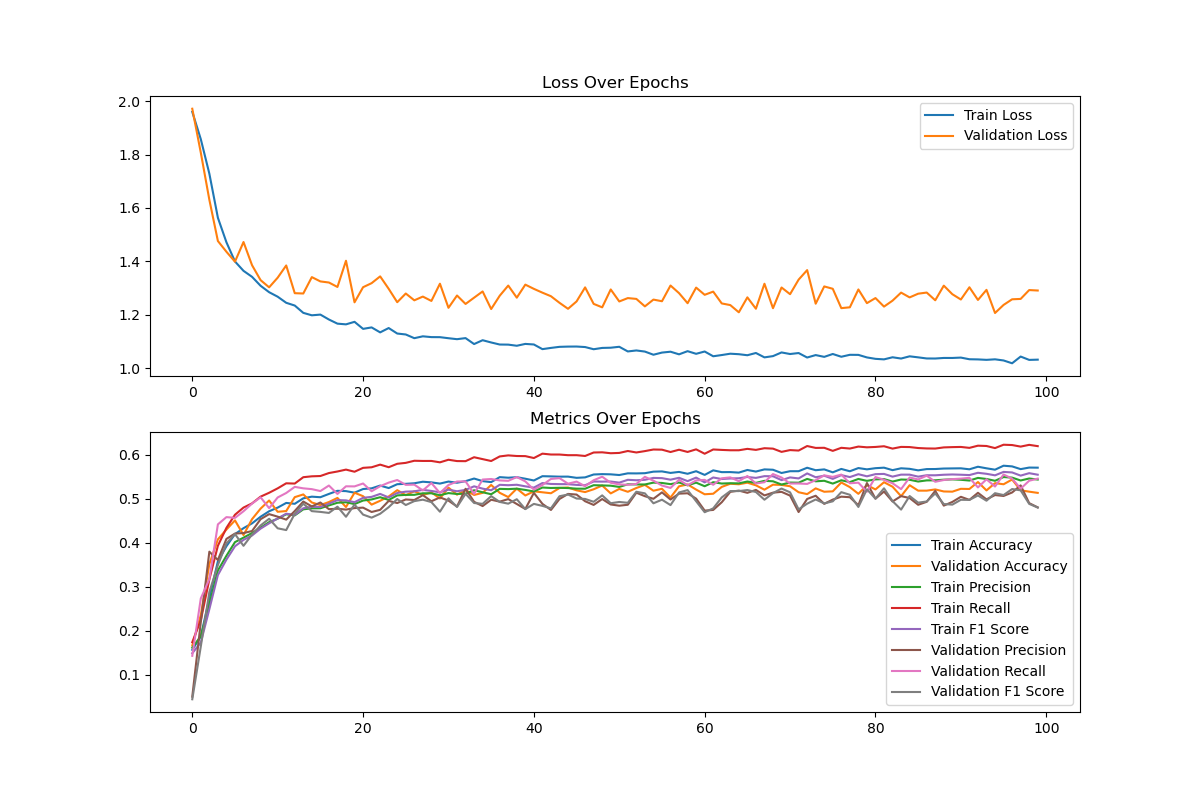 Loss Over Epochs
2.0
1.8
1.6
1.4
1.2
1.0
0 20 40 60 80 100
Train Loss
Validation Loss
Metrics Over Epochs
0.6
0.5
0.4
0.3
0.2
0.1
0 20 40 60 80 100
Train Accuracy
Validation Accuracy
Train Precision
Train Recall
Train F1 Score
Validation Precision
Validation Recall
Validation F1 Score